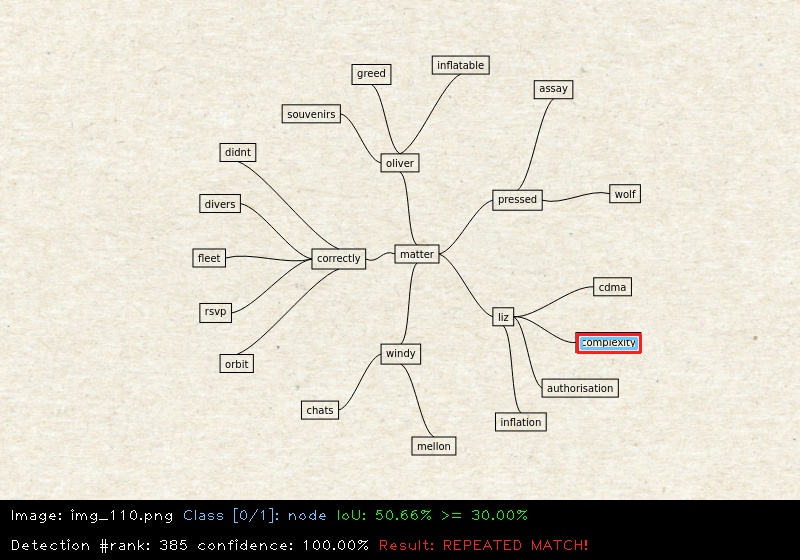 greed
inflatable
assay
souvenirs
didnt
oliver
pressed
wolf
divers
fleet
correctly
matter
cdma
rsvp
liz
complexity
orbit
windy
authorisation
chats
inflation
mellon
Image: img_110.png Class [0/1]: node IoU: 50.66% >= 30.00%
Detection #rank: 385 confidence: 100.00% Result: REPEATED MATCH!